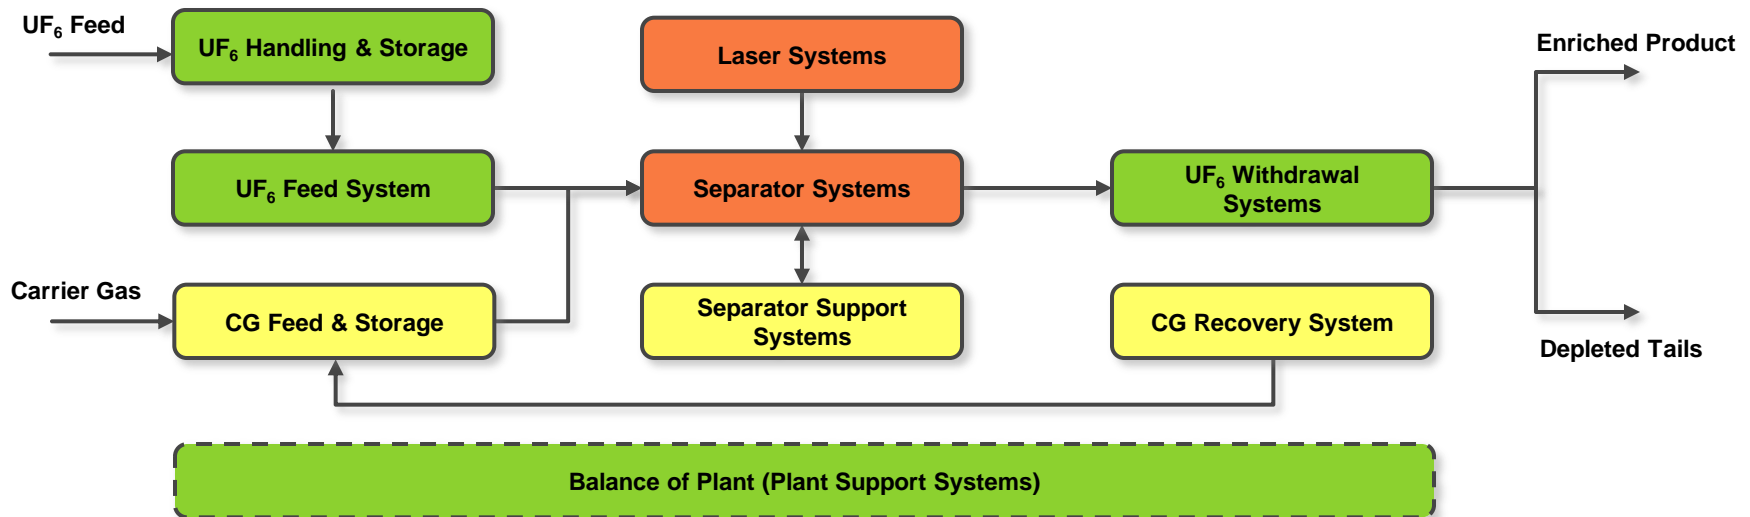 UF₆ Feed
UF₆ Handling & Storage
Laser Systems
Enriched Product
UF₆ Feed System
Separator Systems
UF₆ Withdrawal
Systems
Carrier Gas
CG Feed & Storage
Separator Support
Systems
CG Recovery System
Depleted Tails
Balance of Plant (Plant Support Systems)